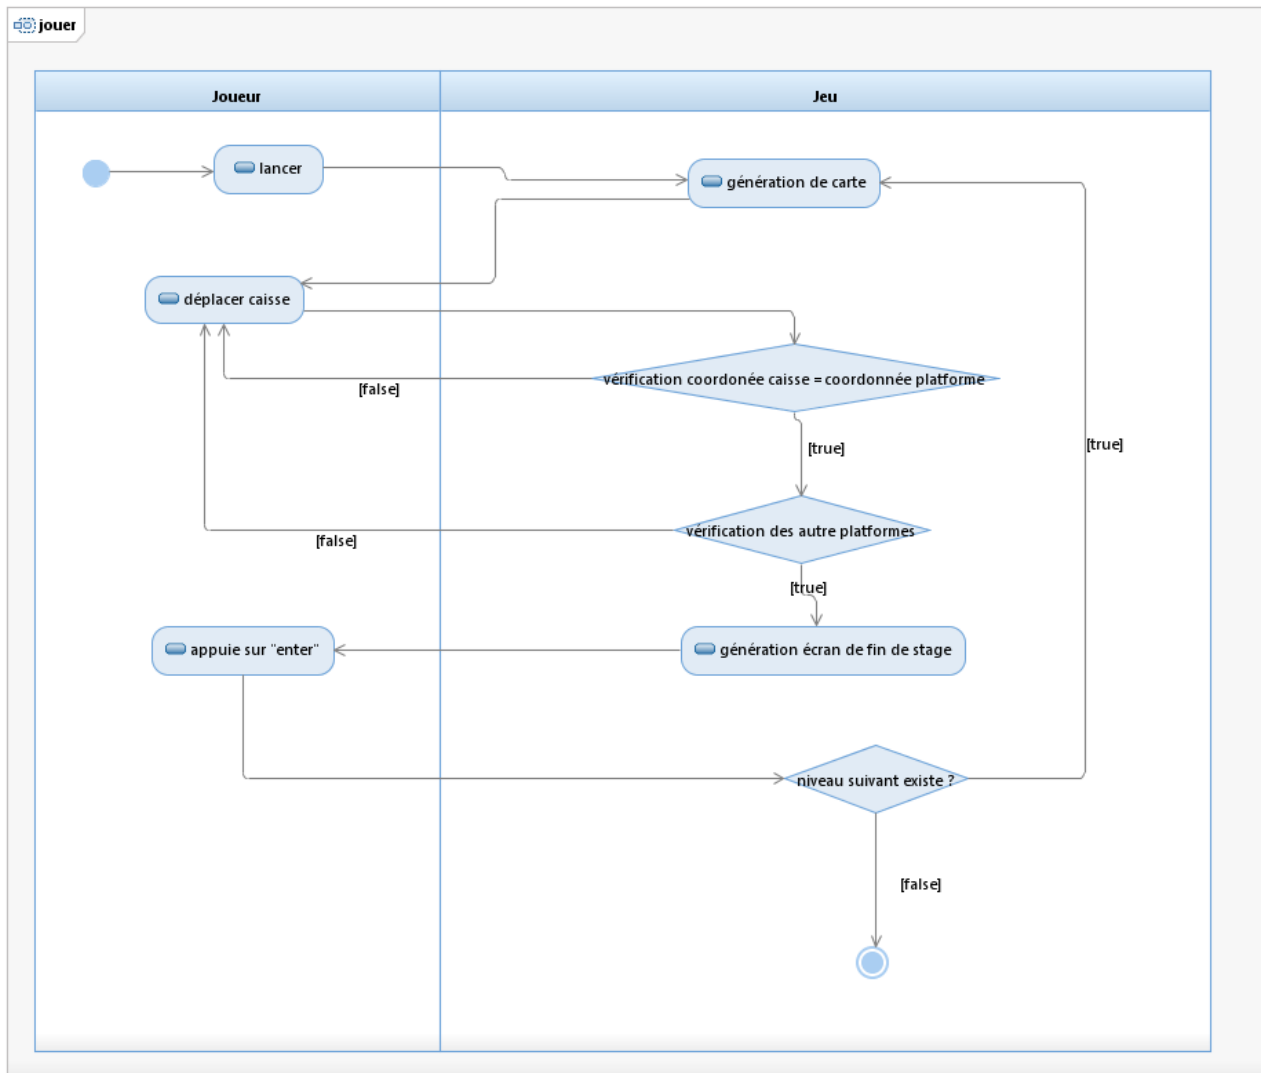 jouer
Joueur
Jeu
lancer
génération de carte
déplacer caisse
vérification coordonée caisse = coordonnée platforme
[false]
[true]
[true]
vérification des autre platformes
[false]
[true]
appuie sur "enter"
génération écran de fin de stage
niveau suivant existe ?
[false]